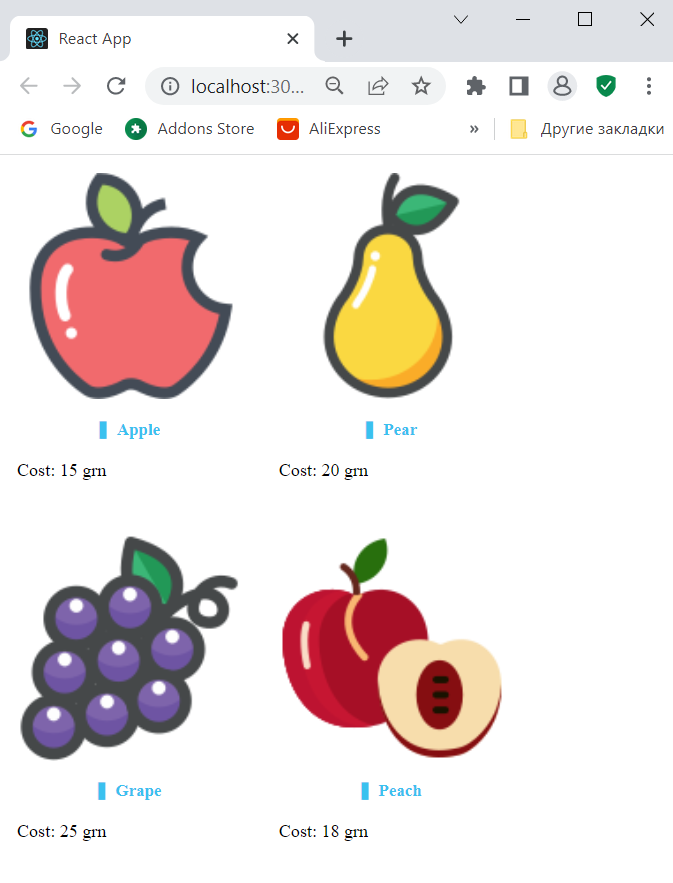 React App
localhost:30...
Google Addons Store AliExpress » Другие закладки
Apple Pear
Cost: 15 grn Cost: 20 grn
Grape Peach
Cost: 25 grn Cost: 18 grn